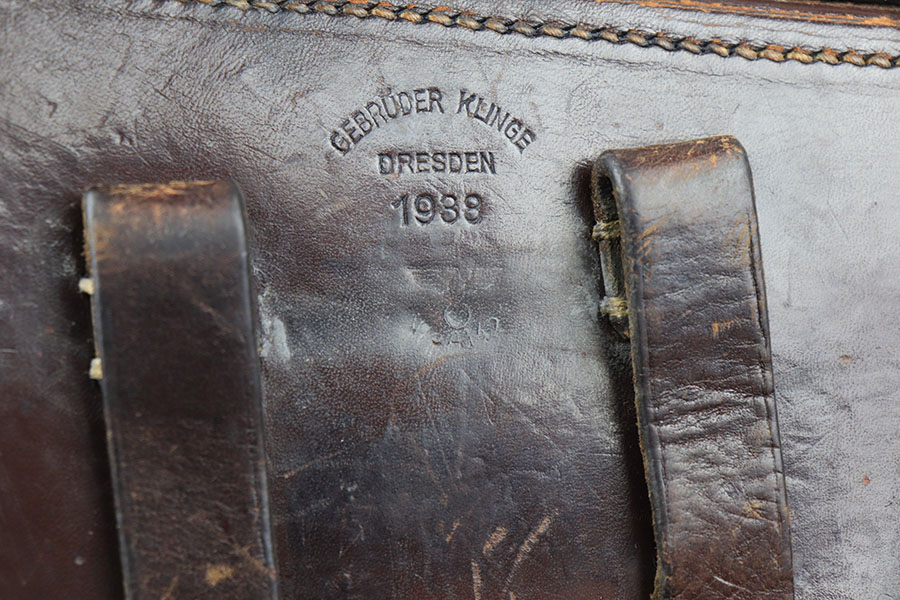 GEBRÜDER KLINGE
DRESDEN
1938